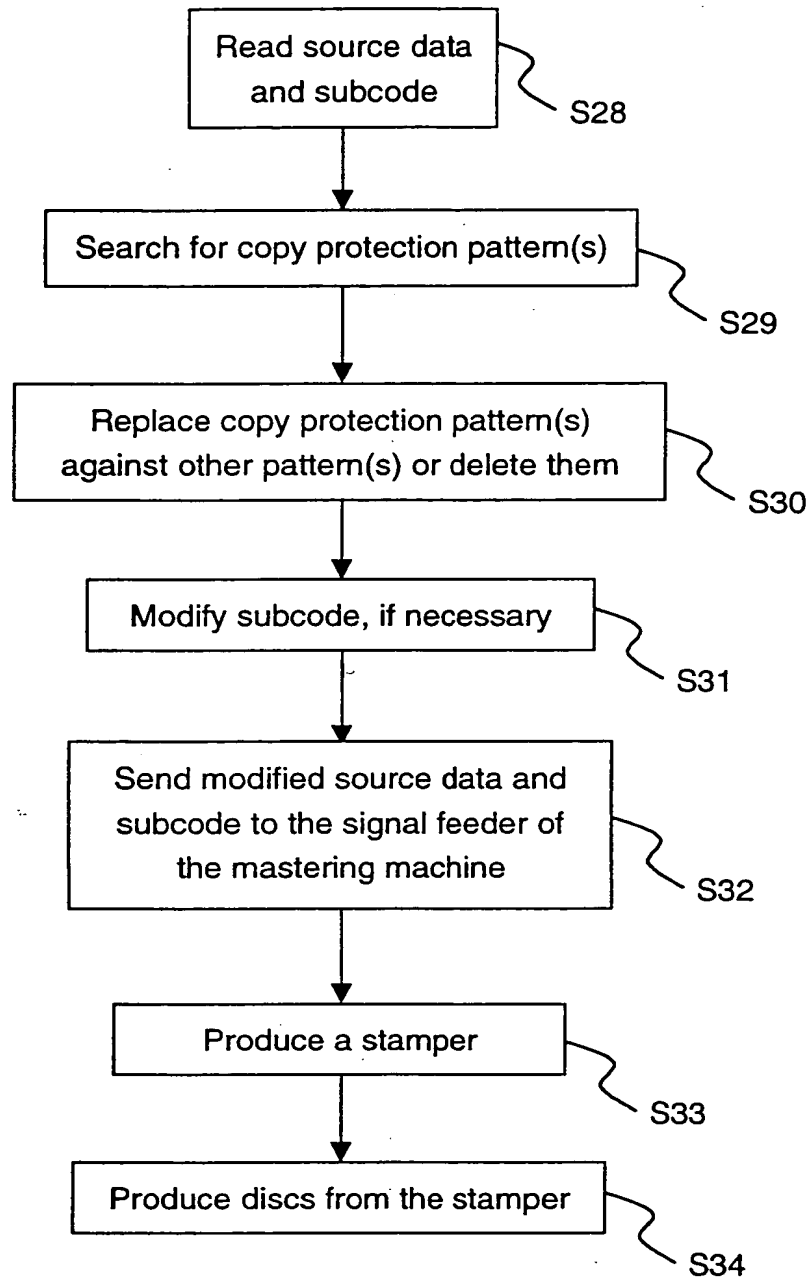 Read source data
and subcode
S28
Search for copy protection pattern(s)
S29
Replace copy protection pattern(s)
against other pattern(s) or delete them
S30
Modify subcode, if necessary
S31
Send modified source data and
subcode to the signal feeder of
the mastering machine
S32
Produce a stamper
S33
Produce discs from the stamper
S34